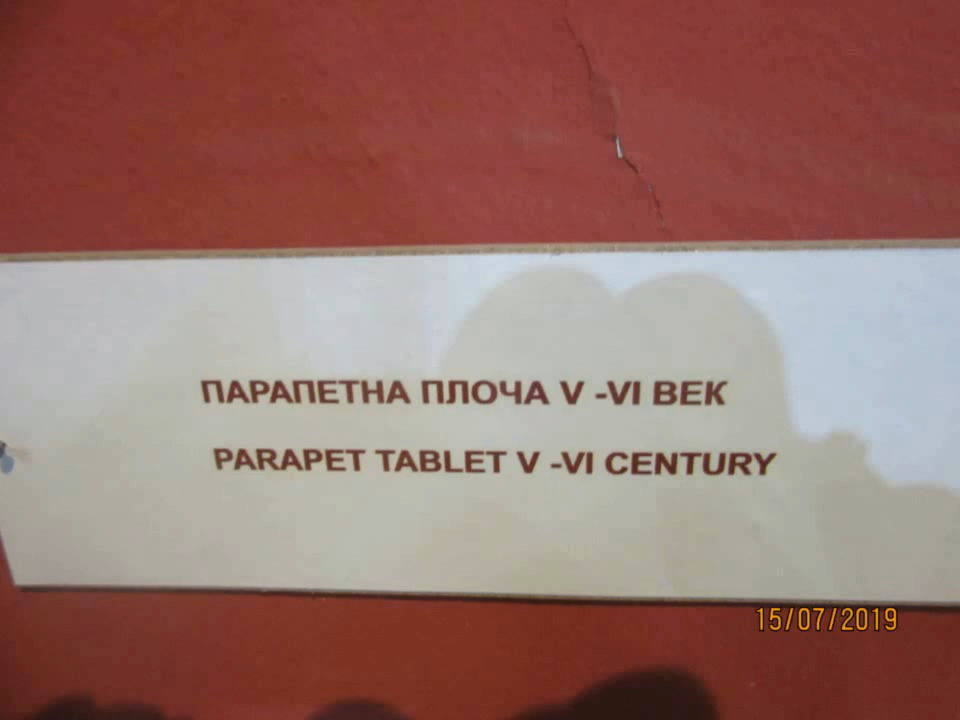 ПАРАПЕТНА ПЛОЧА V -VI ВЕК
PARAPET TABLET V -VI CENTURY
15/07/2019